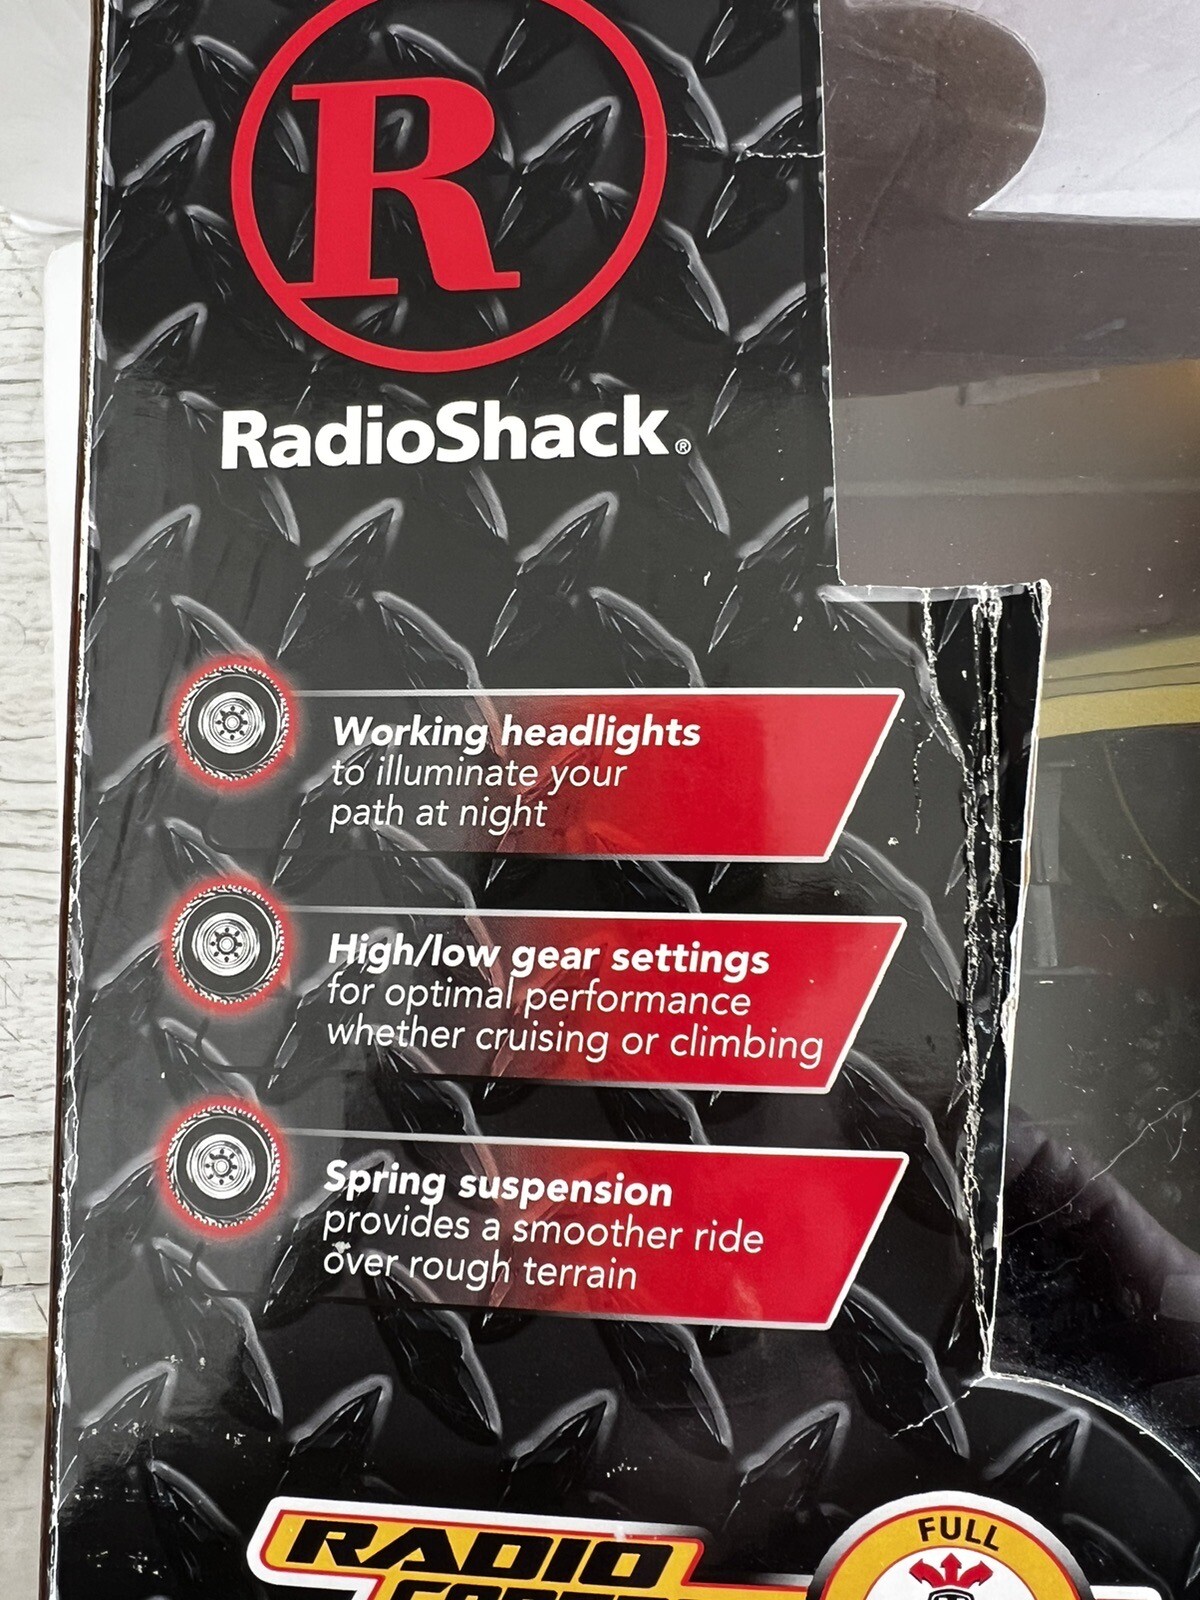 R
RadioShack®
Working headlights
to illuminate your
path at night
High/low gear settings
for optimal performance
whether cruising or climbing
Spring suspension
provides a smoother ride
over rough terrain
RADIO
FULL